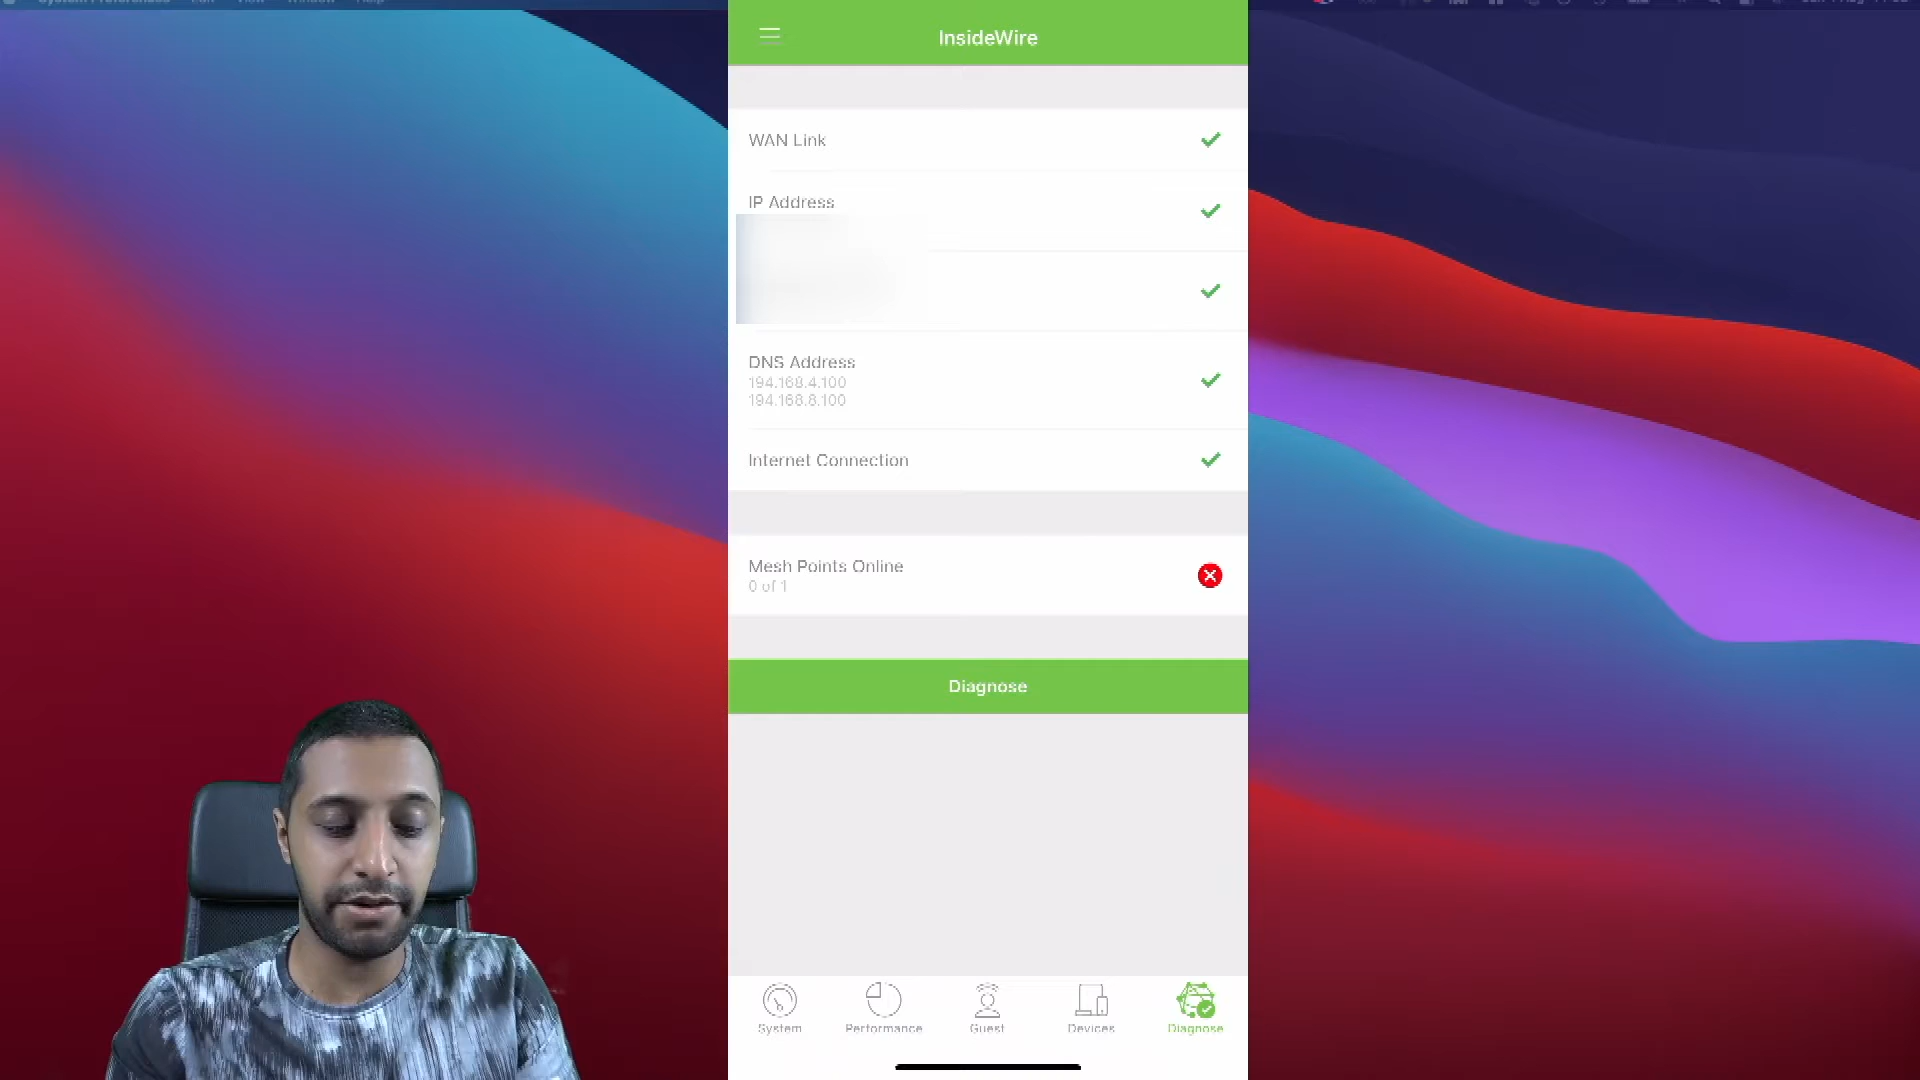 InsideWire
WAN Link
IP Address
DNS Address
194.168.4.100
194.168.8.100
Internet Connection
Mesh Points Online
0 of 1
Diagnose
System
Performance
Guest
Devices
Diagnose